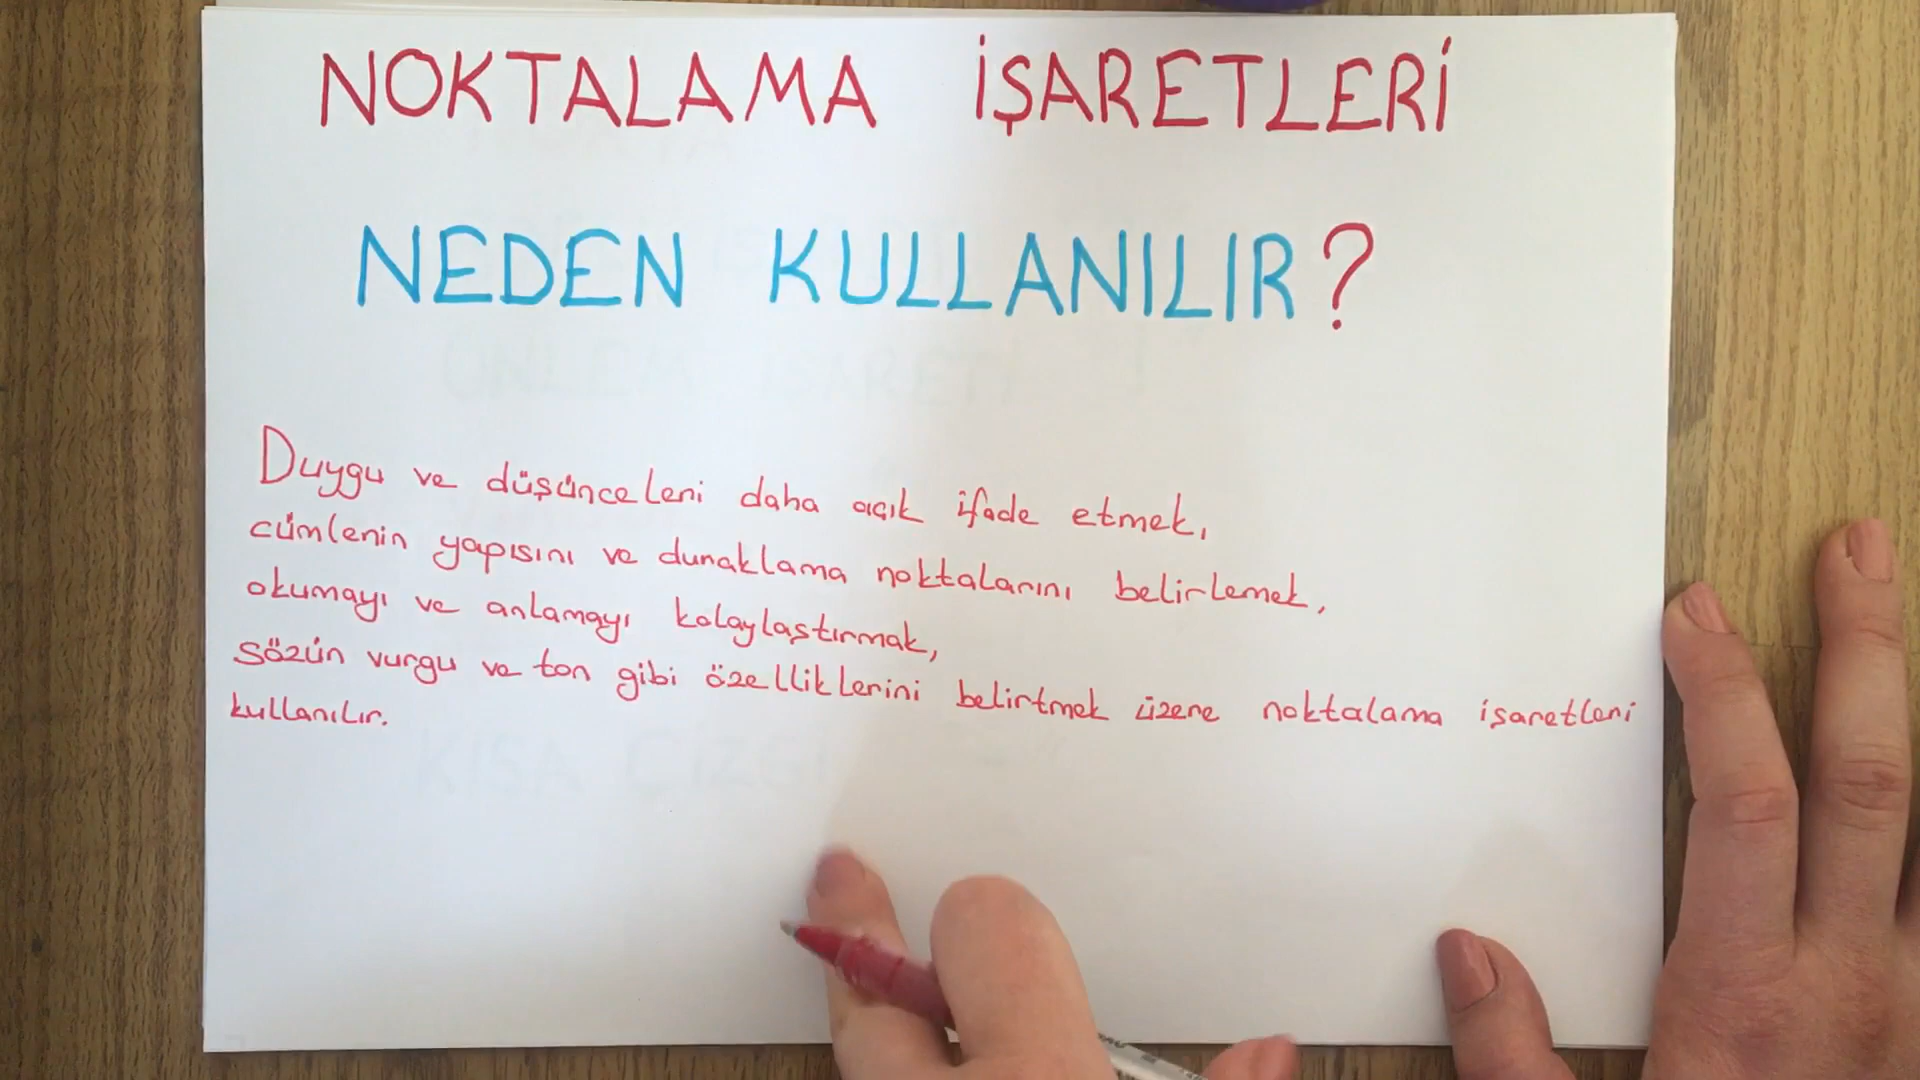 NOKTALAMA İŞARETLERİ
NEDEN KULLANILIR?
Duygu ve düşünceleri daha açık ifade etmek,
cümlenin yapısını ve duraklama noktalarını belirlemek,
okumayı ve anlamayı kolaylaştırmak,
sözün vurgu ve ton gibi özelliklerini belirtmek üzere noktalama işaretleri
kullanılır.